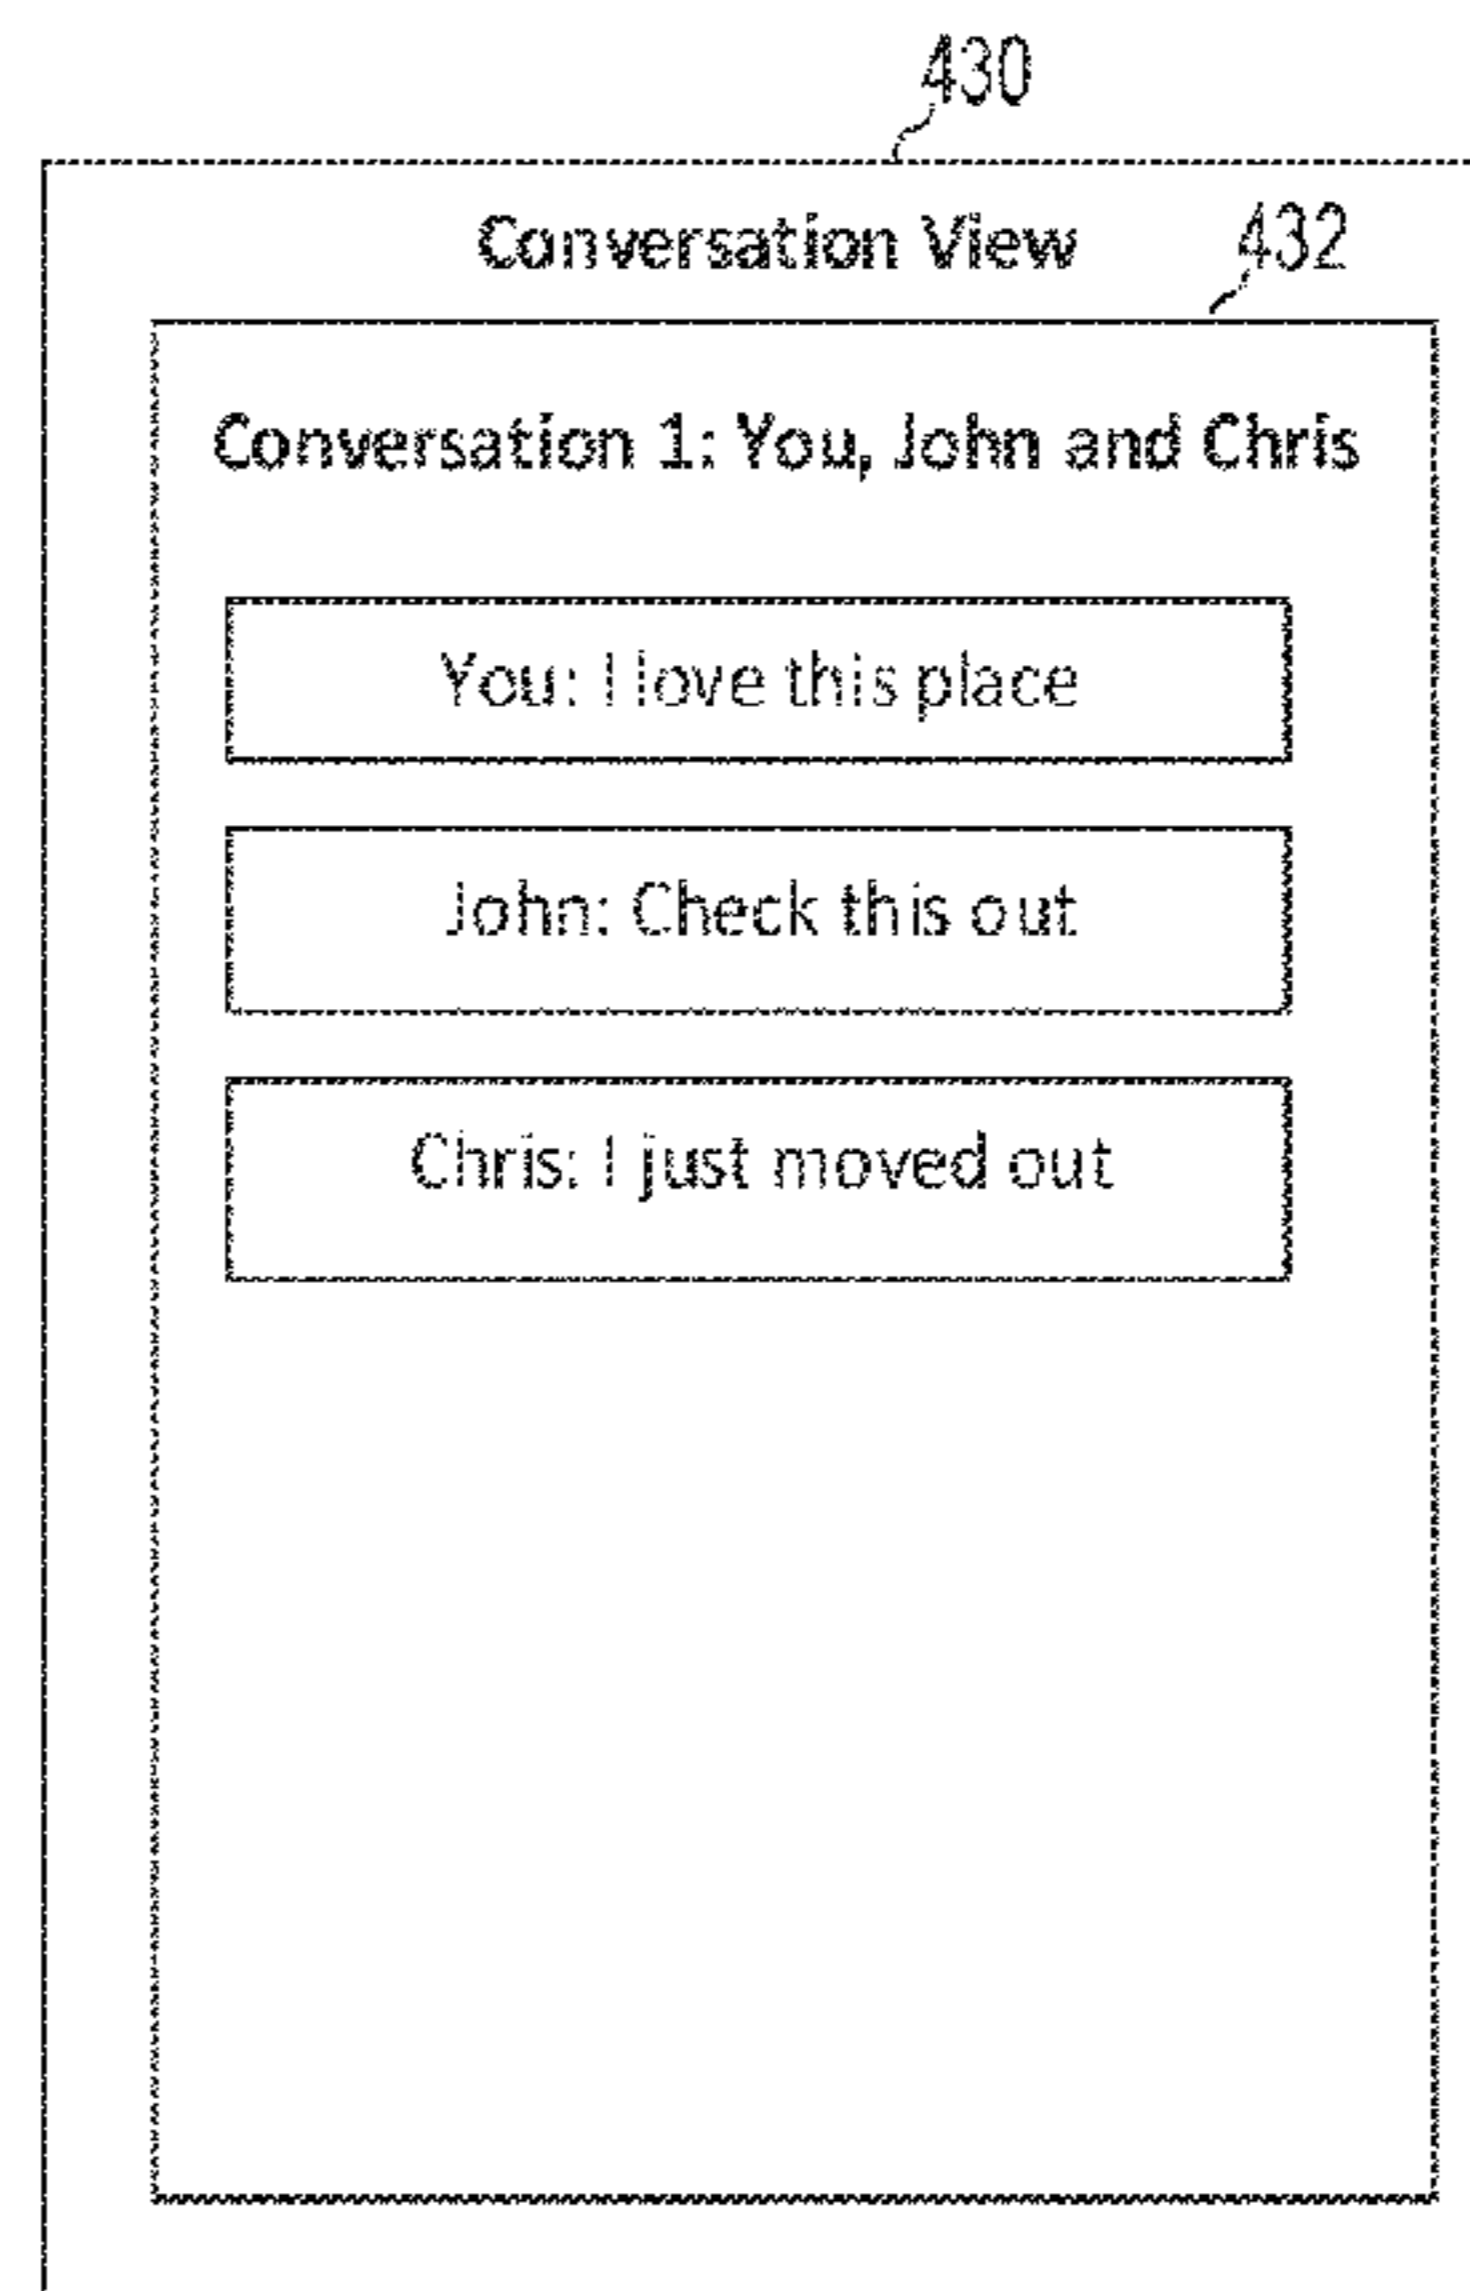 430
Conversation View
432
Conversation 1: You, John and Chris
You: I love this place
John: Check this out
Chris: I just moved out